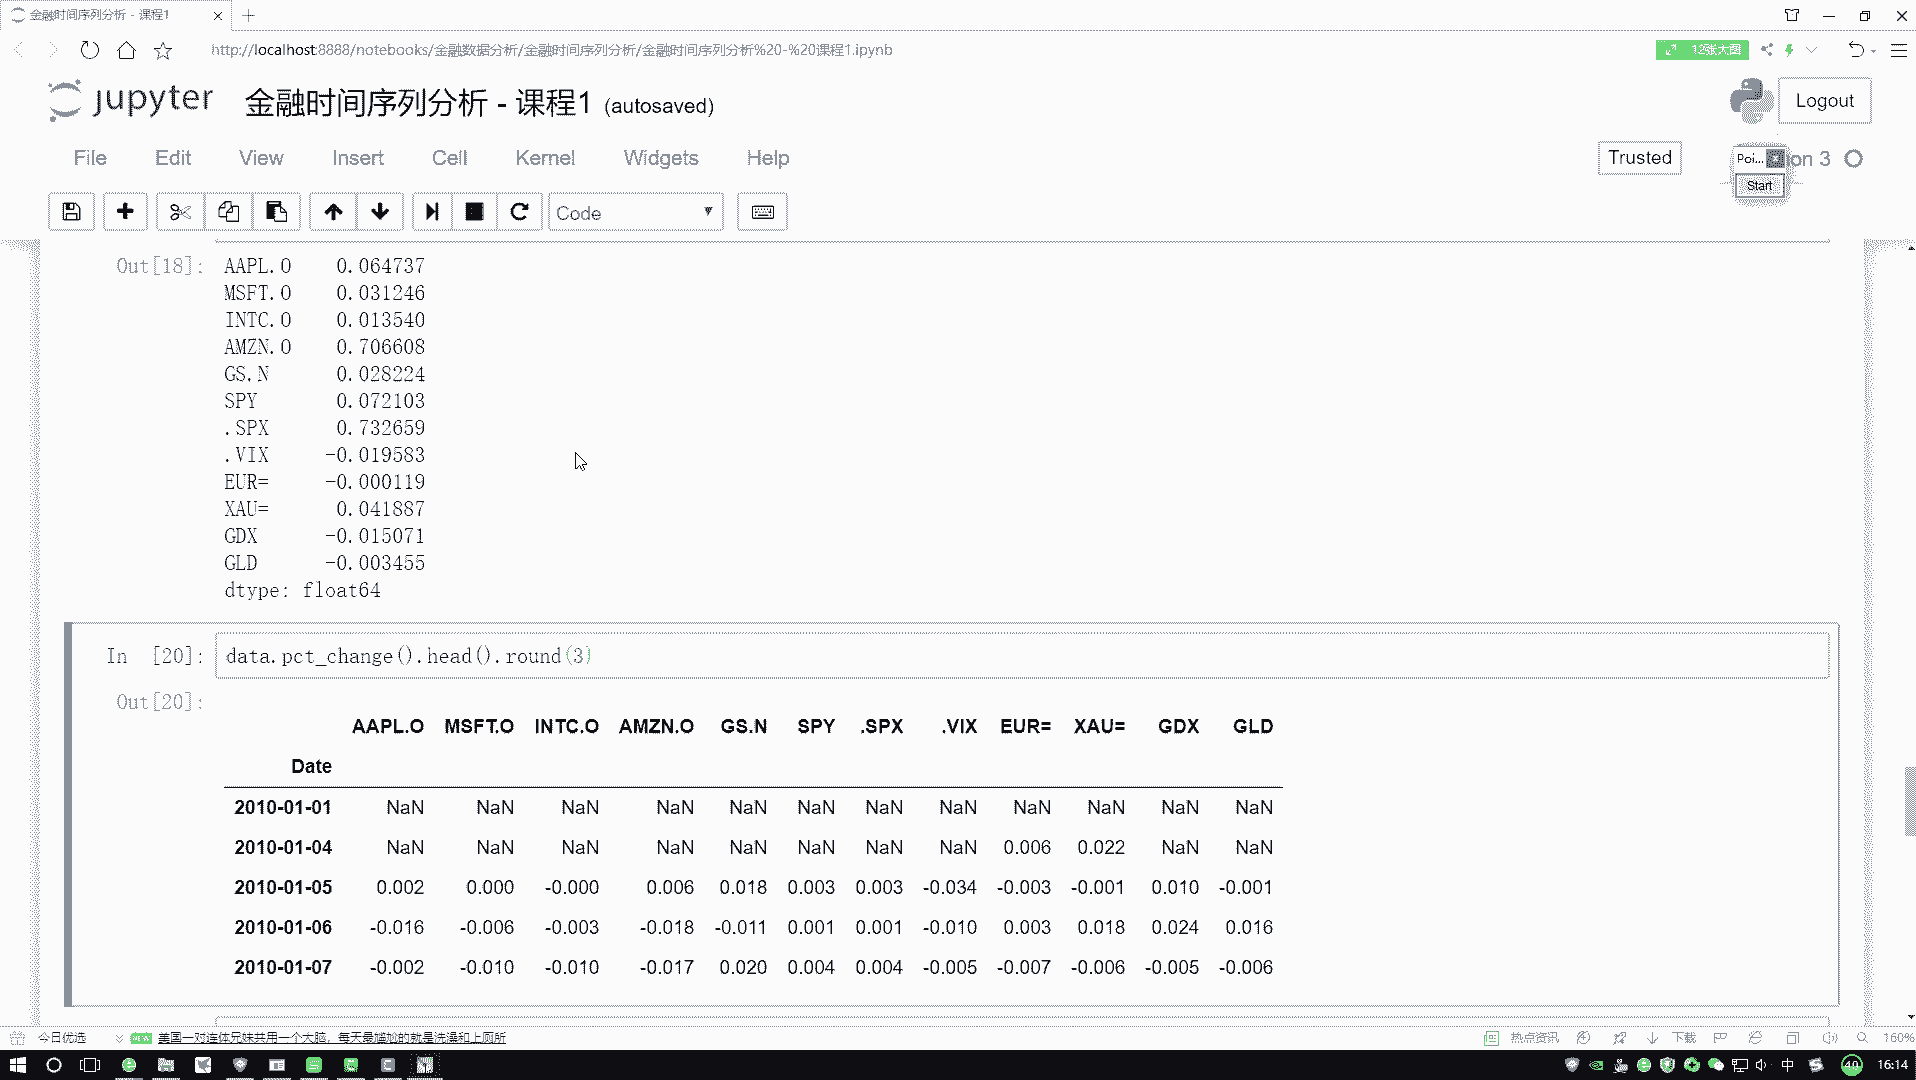 金融时间序列分析 - 课程1
http://localhost:8888/notebooks/金融数据分析/金融时间序列分析/金融时间序列分析%20-%20课程1.ipynb
12张大图
jupyter 金融时间序列分析 - 课程1 (autosaved)
Logout
File Edit View Insert Cell Kernel Widgets Help
Trusted
Poi... on 3
Start
Code
Out[18]: AAPL.O 0.064737
MSFT.O 0.031246
INTC.O 0.013540
AMZN.O 0.706608
GS.N 0.028224
SPY 0.072103
.SPX 0.732659
.VIX -0.019583
EUR= -0.000119
XAU= 0.041887
GDX -0.015071
GLD -0.003455
dtype: float64
In [20]: data.pct_change().head().round(3)
Out[20]:
AAPL.O MSFT.O INTC.O AMZN.O GS.N SPY .SPX .VIX EUR= XAU= GDX GLD
Date
2010-01-01 NaN NaN NaN NaN NaN NaN NaN NaN NaN NaN NaN NaN
2010-01-04 NaN NaN NaN NaN NaN NaN NaN NaN 0.006 0.022 NaN NaN
2010-01-05 0.002 0.000 -0.000 0.006 0.018 0.003 0.003 -0.034 -0.003 -0.001 0.010 -0.001
2010-01-06 -0.016 -0.006 -0.003 -0.018 -0.011 0.001 0.001 -0.010 0.003 0.018 0.024 0.016
2010-01-07 -0.002 -0.010 -0.010 -0.017 0.020 0.004 0.004 -0.005 -0.007 -0.006 -0.005 -0.006
今日优选 NEW 美国一对连体兄妹共用一个大脑，每天最尴尬的就是洗澡和上厕所
热点资讯 下载 160%
中 40 16:14